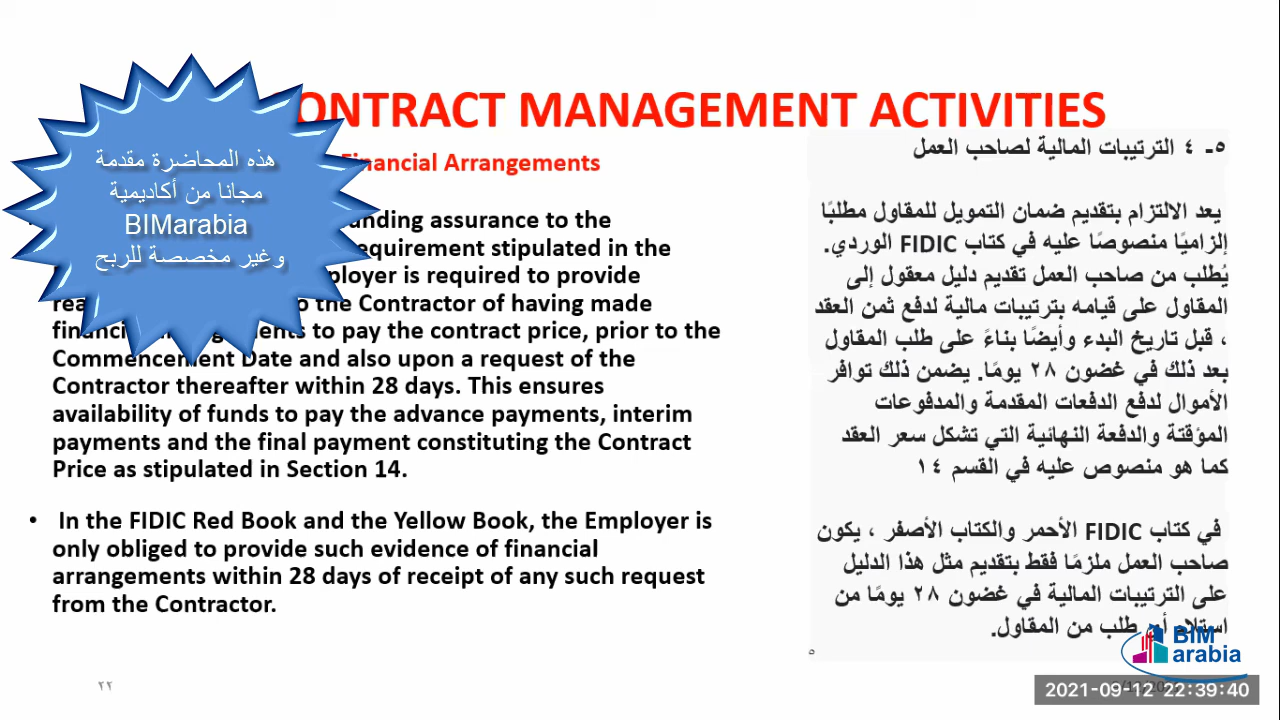 ONTRACT MANAGEMENT ACTIVITIES
هذه المحاضرة مقدمة
مجانا من أكاديمية
BIMarabia
وغير مخصصة للربح
Financial Arrangements
anding assurance to the
equirement stipulated in the
ployer is required to provide
rea o the Contractor of having made
financi ents to pay the contract price, prior to the
Commencement Date and also upon a request of the
Contractor thereafter within 28 days. This ensures
availability of funds to pay the advance payments, interim
payments and the final payment constituting the Contract
Price as stipulated in Section 14.
• In the FIDIC Red Book and the Yellow Book, the Employer is
only obliged to provide such evidence of financial
arrangements within 28 days of receipt of any such request
from the Contractor.
٥- ٤ الترتيبات المالية لصاحب العمل
يعد الالتزام بتقديم ضمان التمويل للمقاول مطلبًا
إلزاميًا منصوصًا عليه في كتاب FIDIC الوردي.
يُطلب من صاحب العمل تقديم دليل معقول إلى
المقاول على قيامه بترتيبات مالية لدفع ثمن العقد
، قبل تاريخ البدء وأيضًا بناءً على طلب المقاول
بعد ذلك في غضون ٢٨ يومًا. يضمن ذلك توافر
الأموال لدفع الدفعات المقدمة والمدفوعات
المؤقتة والدفعة النهائية التي تشكل سعر العقد
كما هو منصوص عليه في القسم ١٤
في كتاب FIDIC الأحمر والكتاب الأصفر ، يكون
صاحب العمل ملزمًا فقط بتقديم مثل هذا الدليل
على الترتيبات المالية في غضون ٢٨ يومًا من
استلام أي طلب من المقاول.
٥
BIM
arabia
٢٢
2021-09-12 22:39:40